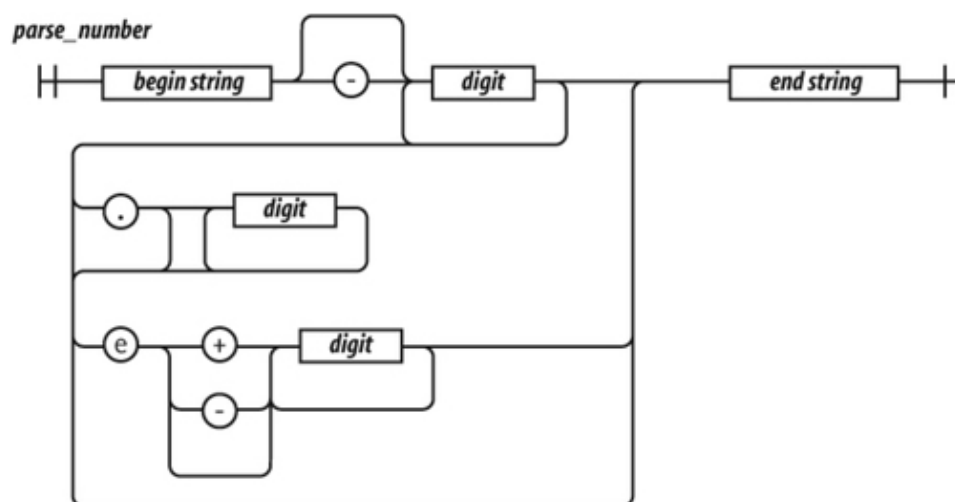 parse_number
begin string - digit end string
. digit
e + digit
-